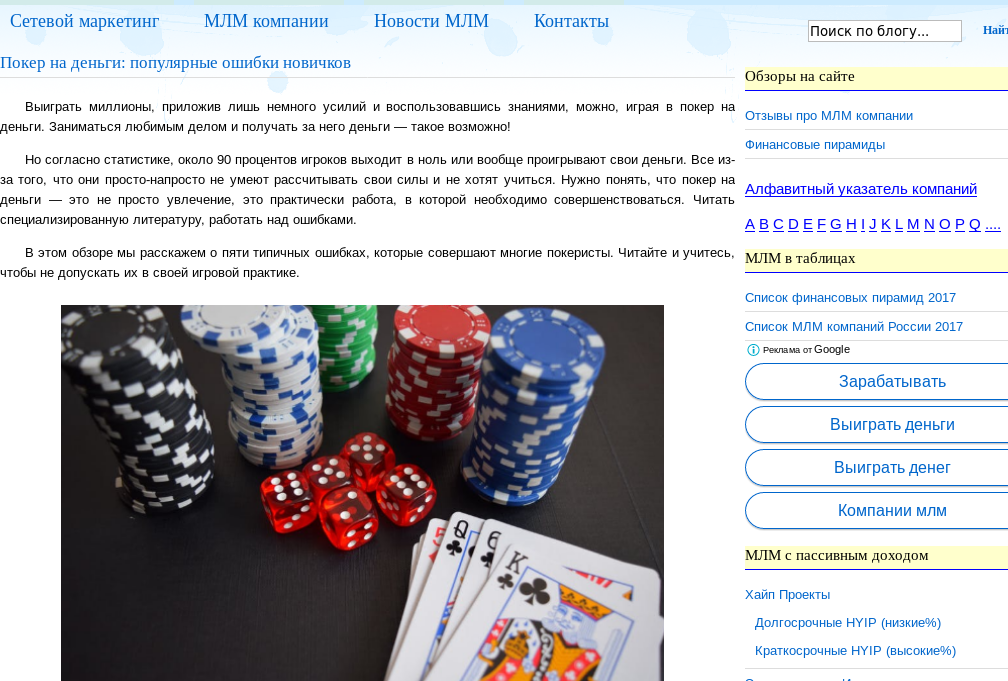 Сетевой маркетинг МЛМ компании Новости МЛМ Контакты
Поиск по блогу...
Покер на деньги: популярные ошибки новичков
Выиграть миллионы, приложив лишь немного усилий и воспользовавшись знаниями, можно, играя в покер на
деньги. Заниматься любимым делом и получать за него деньги — такое возможно!
Но согласно статистике, около 90 процентов игроков выходит в ноль или вообще проигрывают свои деньги. Все из-
за того, что они просто-напросто не умеют рассчитывать свои силы и не хотят учиться. Нужно понять, что покер на
деньги — это не просто увлечение, это практически работа, в которой необходимо совершенствоваться. Читать
специализированную литературу, работать над ошибками.
В этом обзоре мы расскажем о пяти типичных ошибках, которые совершают многие покеристы. Читайте и учитесь,
чтобы не допускать их в своей игровой практике.
Q
6
K
Обзоры на сайте
Отзывы про МЛМ компании
Финансовые пирамиды
Алфавитный указатель компаний
A B C D E F G H I J K L M N O P Q ....
МЛМ в таблицах
Список финансовых пирамид 2017
Список МЛМ компаний России 2017
Реклама от Google
Зарабатывать
Выиграть деньги
Выиграть денег
Компании млм
МЛМ с пассивным доходом
Хайп Проекты
Долгосрочные HYIP (низкие%)
Краткосрочные HYIP (высокие%)